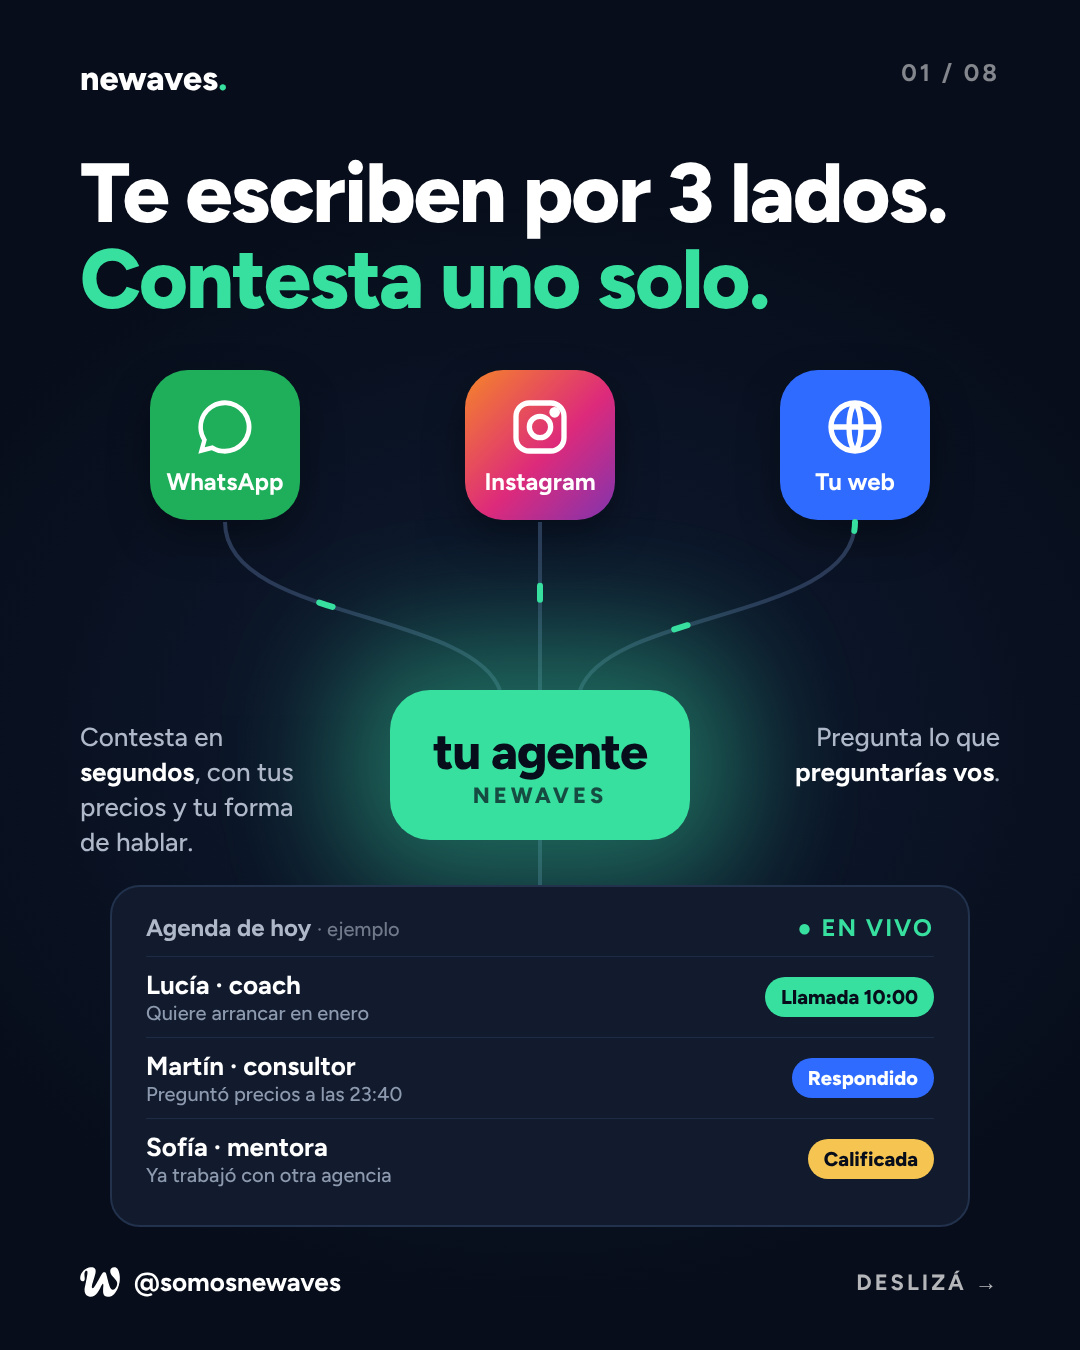 newaves.
01 / 08
Te escriben por 3 lados.
Contesta uno solo.
WhatsApp
Instagram
Tu web
Contesta en
segundos, con tus
precios y tu forma
de hablar.
tu agente
NEWAVES
Pregunta lo que
preguntarías vos.
Agenda de hoy · ejemplo
● EN VIVO
Lucía · coach
Quiere arrancar en enero
Llamada 10:00
Martín · consultor
Preguntó precios a las 23:40
Respondido
Sofía · mentora
Ya trabajó con otra agencia
Calificada
W @somosnewaves
DESLIZÁ →